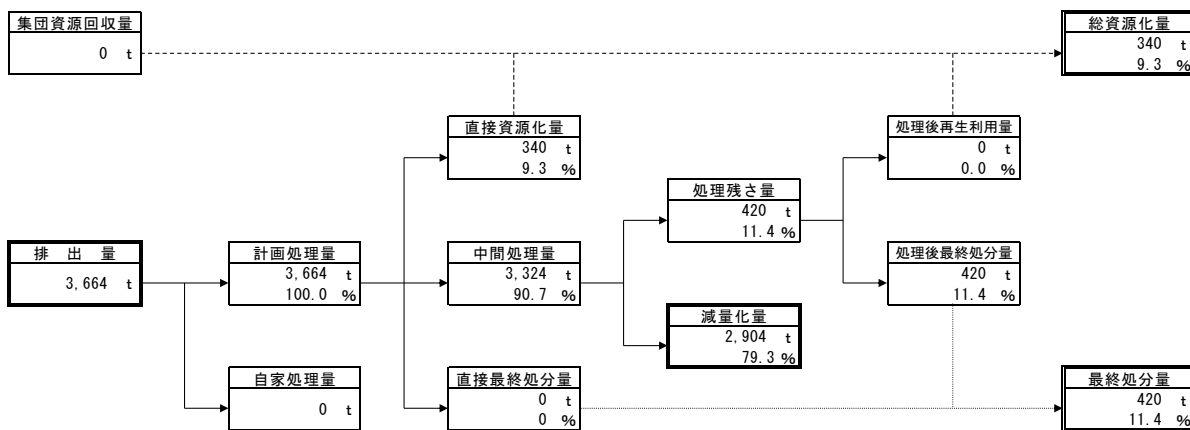 集団資源回収量
0 t
総資源化量
340 t
9.3 %
直接資源化量
340 t
9.3 %
処理後再生利用量
0 t
0.0 %
処理残さ量
420 t
11.4 %
排 出 量
3,664 t
計画処理量
3,664 t
100.0 %
中間処理量
3,324 t
90.7 %
処理後最終処分量
420 t
11.4 %
減量化量
2,904 t
79.3 %
自家処理量
0 t
直接最終処分量
0 t
0 %
最終処分量
420 t
11.4 %